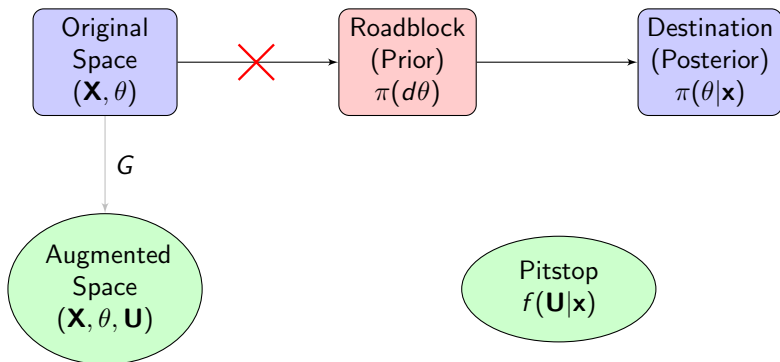 Original
Space
(X, θ)
Roadblock
(Prior)
π(dθ)
Destination
(Posterior)
π(θ|x)
G
Augmented
Space
(X, θ, U)
Pitstop
f(U|x)